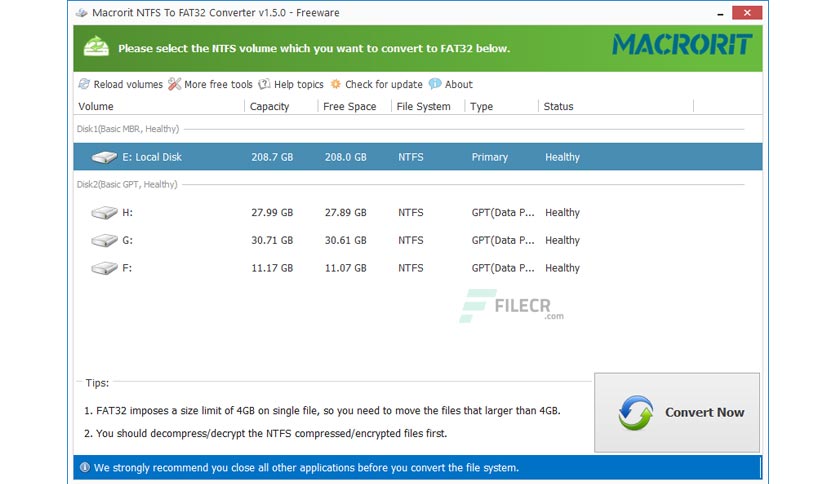 Macrorit NTFS To FAT32 Converter v1.5.0 - Freeware
Please select the NTFS volume which you want to convert to FAT32 below.
MACRORIT
Reload volumes More free tools Help topics Check for update About
Volume Capacity Free Space File System Type Status
Disk1(Basic MBR, Healthy)
E: Local Disk 208.7 GB 208.0 GB NTFS Primary Healthy
Disk2(Basic GPT, Healthy)
H: 27.99 GB 27.89 GB NTFS GPT(Data P... Healthy
G: 30.71 GB 30.61 GB NTFS GPT(Data P... Healthy
F: 11.17 GB 11.07 GB NTFS GPT(Data P... Healthy
FILECR
.com
Tips:
1. FAT32 imposes a size limit of 4GB on single file, so you need to move the files that larger than 4GB.
Convert Now
2. You should decompress/decrypt the NTFS compressed/encrypted files first.
We strongly recommend you close all other applications before you convert the file system.